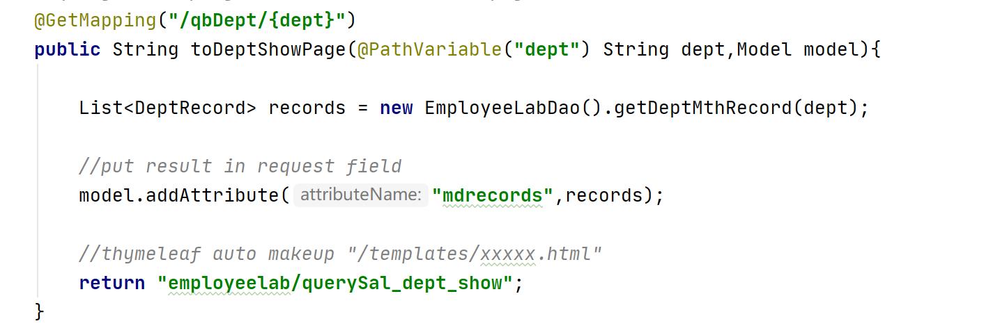 @GetMapping("/qbDept/{dept}")
public String toDeptShowPage(@PathVariable("dept") String dept,Model model){
List<DeptRecord> records = new EmployeeLabDao().getDeptMthRecord(dept);
//put result in request field
model.addAttribute( attributeName: "mdrecords",records);
//thymeleaf auto makeup "/templates/xxxxx.html"
return "employeelab/querySal_dept_show";
}